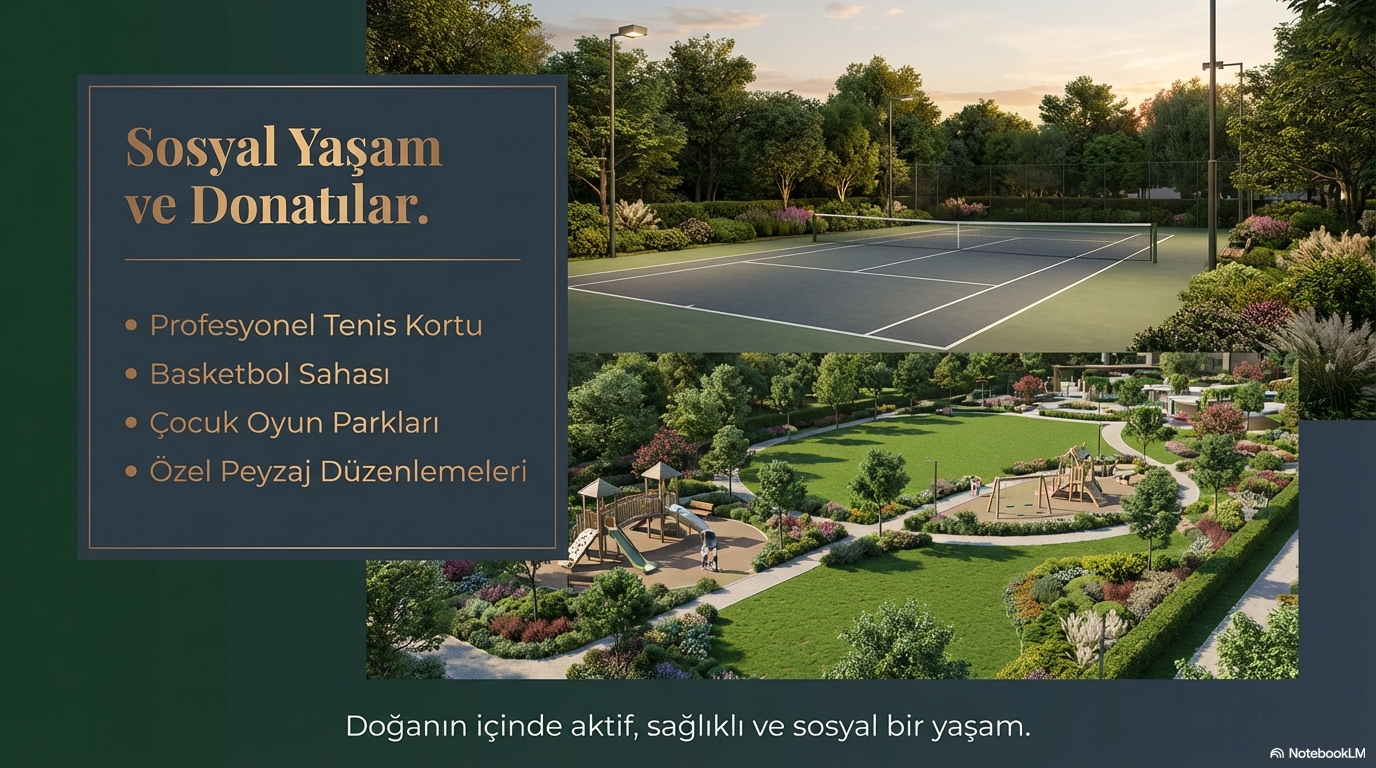 Sosyal Yaşam
ve Donatılar.
• Profesyonel Tenis Kortu
• Basketbol Sahası
• Çocuk Oyun Parkları
• Özel Peyzaj Düzenlemeleri
Doğanın içinde aktif, sağlıklı ve sosyal bir yaşam.
NotebookLM